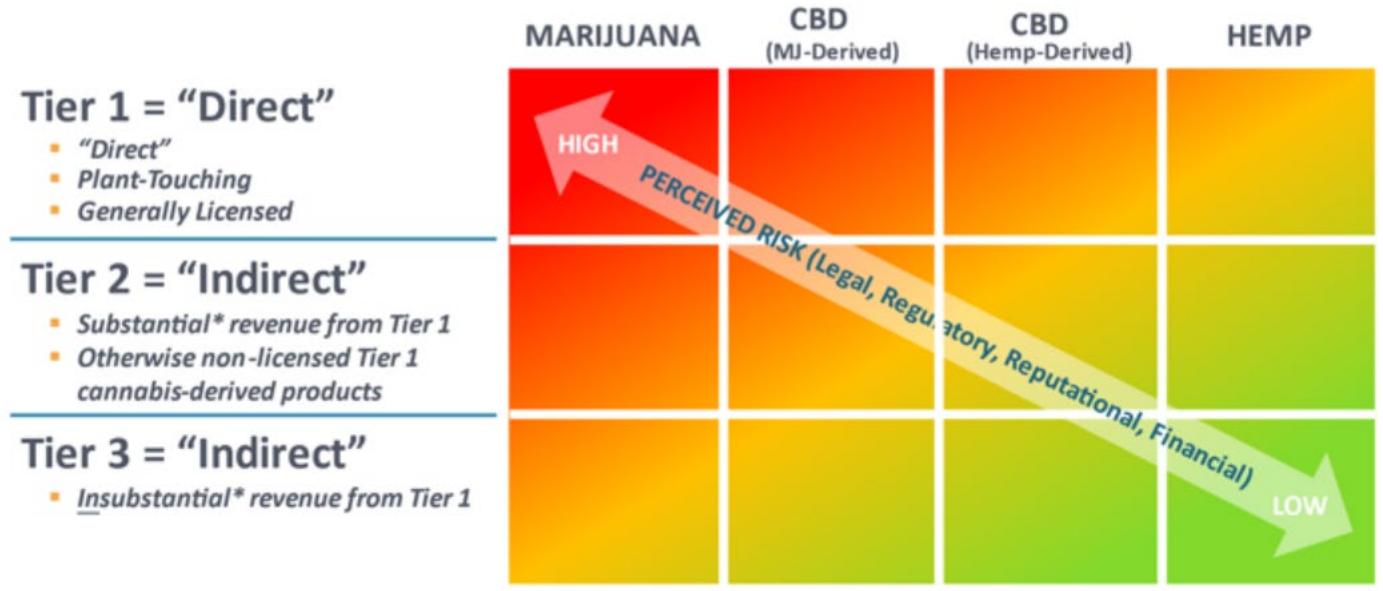 MARIJUANA
CBD
(MJ-Derived)
CBD
(Hemp-Derived)
HEMP
Tier 1 = “Direct”
“Direct”
Plant-Touching
Generally Licensed
Tier 2 = “Indirect”
Substantial* revenue from Tier 1
Otherwise non-licensed Tier 1
cannabis-derived products
Tier 3 = “Indirect”
Insubstantial* revenue from Tier 1
HIGH
PERCEIVED RISK (Legal, Regulatory, Reputational, Financial)
LOW